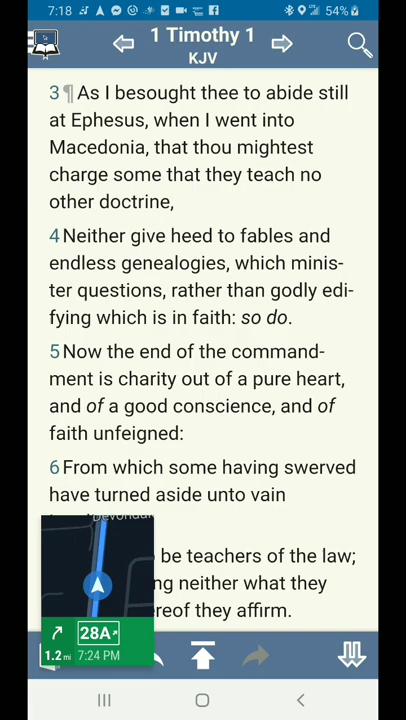 7:18 54%
1 Timothy 1
KJV
3 ¶ As I besought thee to abide still
at Ephesus, when I went into
Macedonia, that thou mightest
charge some that they teach no
other doctrine,
4 Neither give heed to fables and
endless genealogies, which minis-
ter questions, rather than godly edi-
fying which is in faith: so do.
5 Now the end of the command-
ment is charity out of a pure heart,
and of a good conscience, and of
faith unfeigned:
6 From which some having swerved
have turned aside unto vain
be teachers of the law;
ng neither what they
ereof they affirm.
28A
1.2 mi 7:24 PM